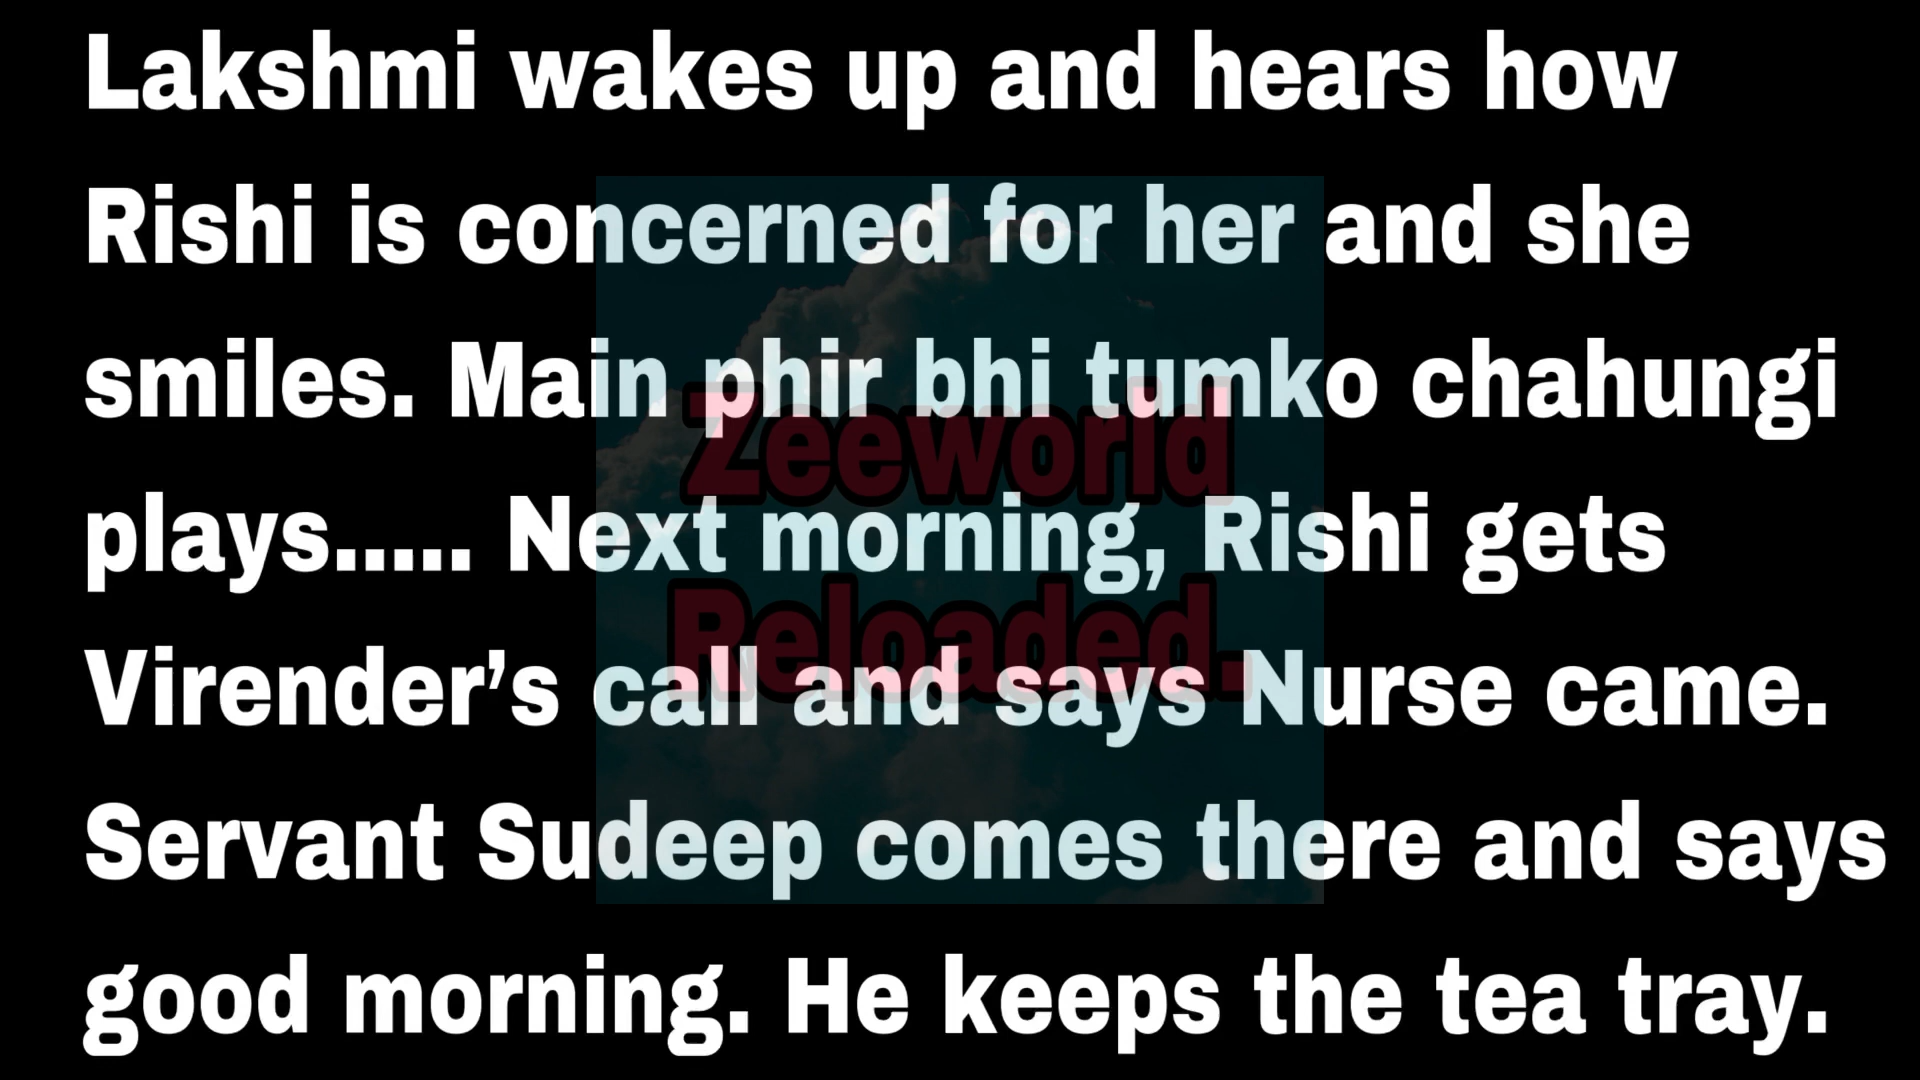 Lakshmi wakes up and hears how
Rishi is concerned for her and she
smiles. Main phir bhi tumko chahungi
Zeeworld
plays..... Next morning, Rishi gets
Reloaded.
Virender’s call and says Nurse came.
Servant Sudeep comes there and says
good morning. He keeps the tea tray.